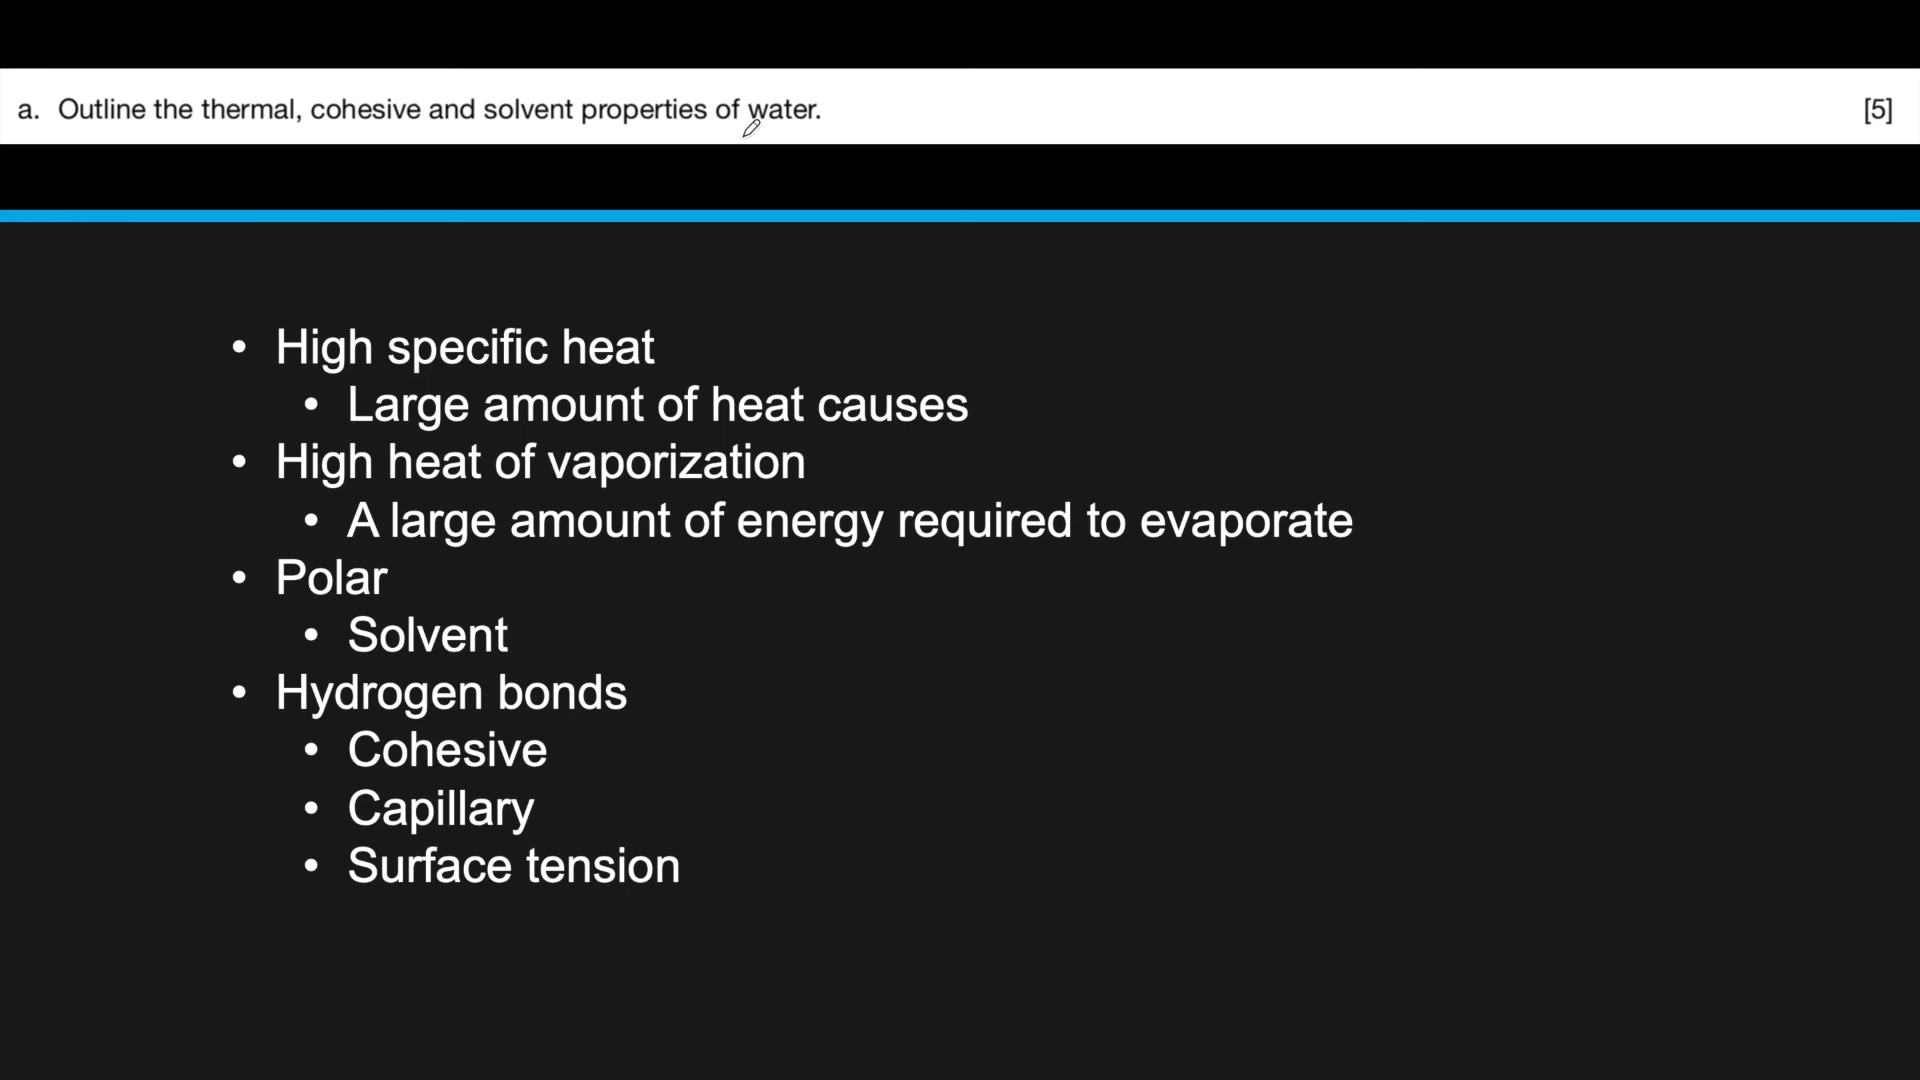 a. Outline the thermal, cohesive and solvent properties of water. [5]
• High specific heat
• Large amount of heat causes
• High heat of vaporization
• A large amount of energy required to evaporate
• Polar
• Solvent
• Hydrogen bonds
• Cohesive
• Capillary
• Surface tension